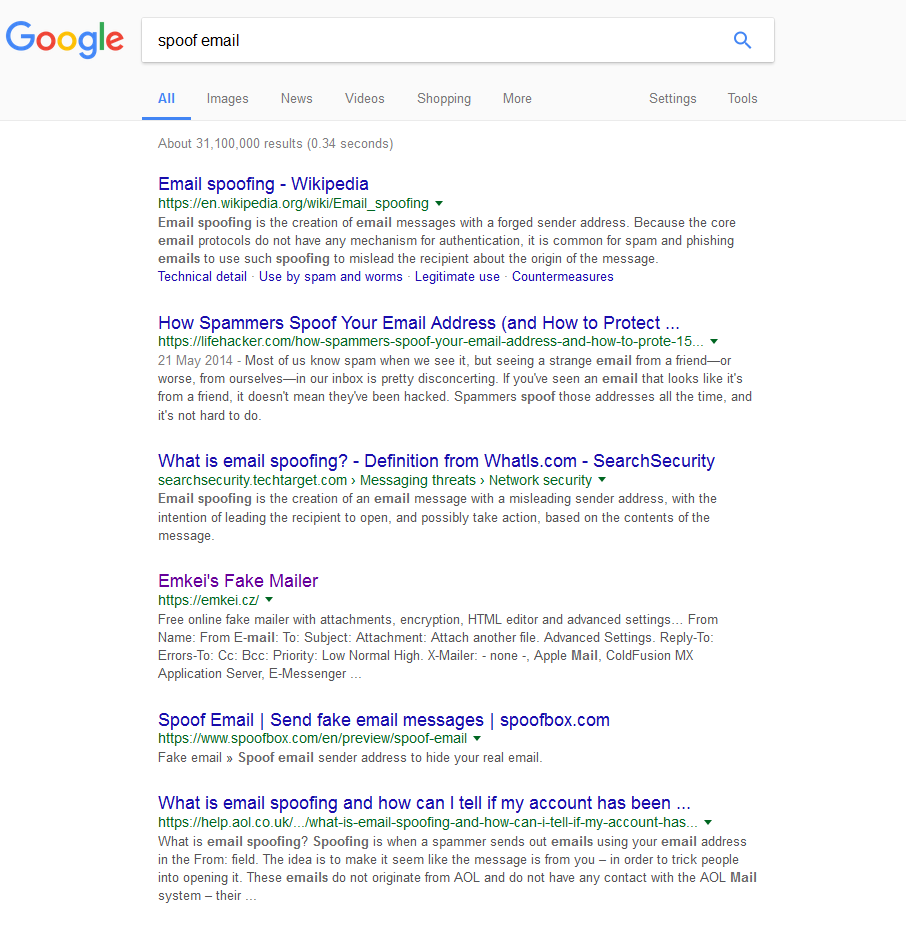 Google
spoof email
All Images News Videos Shopping More Settings Tools
About 31,100,000 results (0.34 seconds)
Email spoofing - Wikipedia
https://en.wikipedia.org/wiki/Email_spoofing
Email spoofing is the creation of email messages with a forged sender address. Because the core
email protocols do not have any mechanism for authentication, it is common for spam and phishing
emails to use such spoofing to mislead the recipient about the origin of the message.
Technical detail · Use by spam and worms · Legitimate use · Countermeasures
How Spammers Spoof Your Email Address (and How to Protect ...
https://lifehacker.com/how-spammers-spoof-your-email-address-and-how-to-prote-15...
21 May 2014 - Most of us know spam when we see it, but seeing a strange email from a friend—or
worse, from ourselves—in our inbox is pretty disconcerting. If you've seen an email that looks like it's
from a friend, it doesn't mean they've been hacked. Spammers spoof those addresses all the time, and
it's not hard to do.
What is email spoofing? - Definition from WhatIs.com - SearchSecurity
searchsecurity.techtarget.com › Messaging threats › Network security
Email spoofing is the creation of an email message with a misleading sender address, with the
intention of leading the recipient to open, and possibly take action, based on the contents of the
message.
Emkei's Fake Mailer
https://emkei.cz/
Free online fake mailer with attachments, encryption, HTML editor and advanced settings… From
Name: From E-mail: To: Subject: Attachment: Attach another file. Advanced Settings. Reply-To:
Errors-To: Cc: Bcc: Priority: Low Normal High. X-Mailer: - none -, Apple Mail, ColdFusion MX
Application Server, E-Messenger ...
Spoof Email | Send fake email messages | spoofbox.com
https://www.spoofbox.com/en/preview/spoof-email
Fake email » Spoof email sender address to hide your real email.
What is email spoofing and how can I tell if my account has been ...
https://help.aol.co.uk/.../what-is-email-spoofing-and-how-can-i-tell-if-my-account-has...
What is email spoofing? Spoofing is when a spammer sends out emails using your email address
in the From: field. The idea is to make it seem like the message is from you – in order to trick people
into opening it. These emails do not originate from AOL and do not have any contact with the AOL Mail
system – their ...